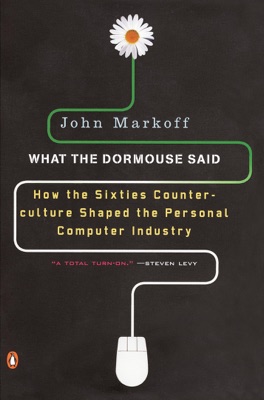 John Markoff
WHAT THE DORMOUSE SAID
How the Sixties Counter-
culture Shaped the Personal
Computer Industry
"A TOTAL TURN-ON." —STEVEN LEVY